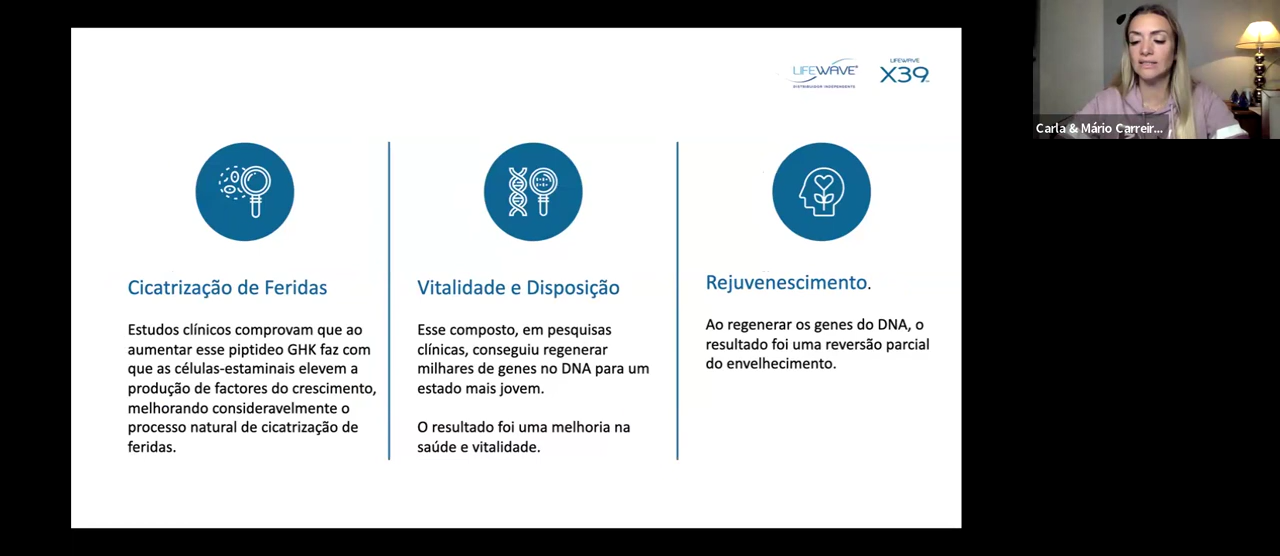 LIFEWAVE
DISTRIBUIDOR INDEPENDENTE
LIFEWAVE
X39
Cicatrização de Feridas
Estudos clínicos comprovam que ao
aumentar esse piptideo GHK faz com
que as células-estaminais elevem a
produção de factores do crescimento,
melhorando consideravelmente o
processo natural de cicatrização de
feridas.
Vitalidade e Disposição
Esse composto, em pesquisas
clínicas, conseguiu regenerar
milhares de genes no DNA para um
estado mais jovem.
O resultado foi uma melhoria na
saúde e vitalidade.
Rejuvenescimento.
Ao regenerar os genes do DNA, o
resultado foi uma reversão parcial
do envelhecimento.
Carla & Mário Carreir...